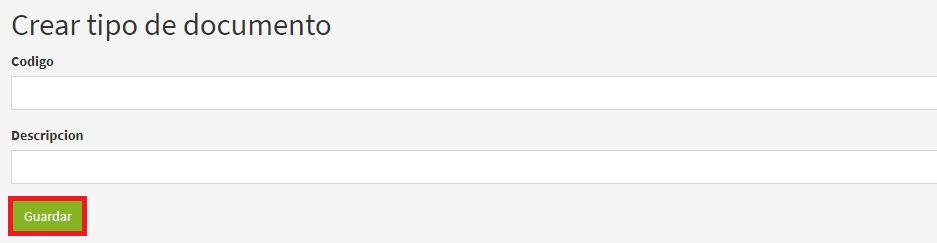 Crear tipo de documento
Codigo
Descripcion
Guardar